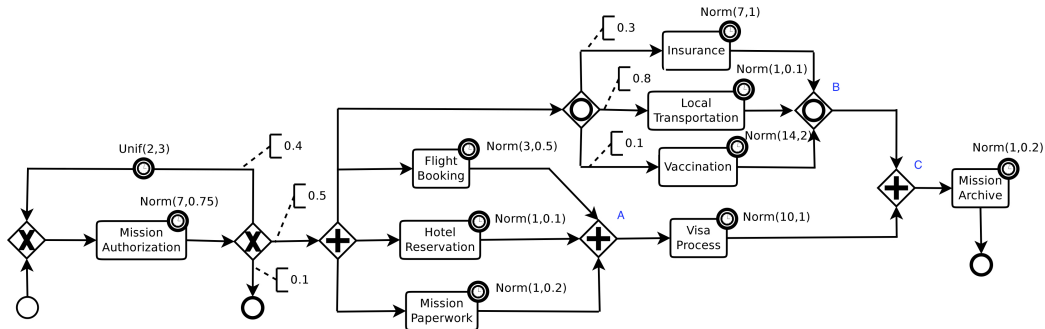 Norm(7,1)
0.3
Insurance
Norm(1,0.1)
0.8
B
Local
Transportation
Unif(2,3)
0.4
Norm(3,0.5)
0.1
Norm(14,2)
Flight
Booking
Vaccination
C
Norm(1,0.2)
Mission
Archive
Norm(7,0.75)
0.5
Norm(1,0.1)
A
Norm(10,1)
X
Mission
Authorization
X
Hotel
Reservation
Visa
Process
0.1
Norm(1,0.2)
Mission
Paperwork